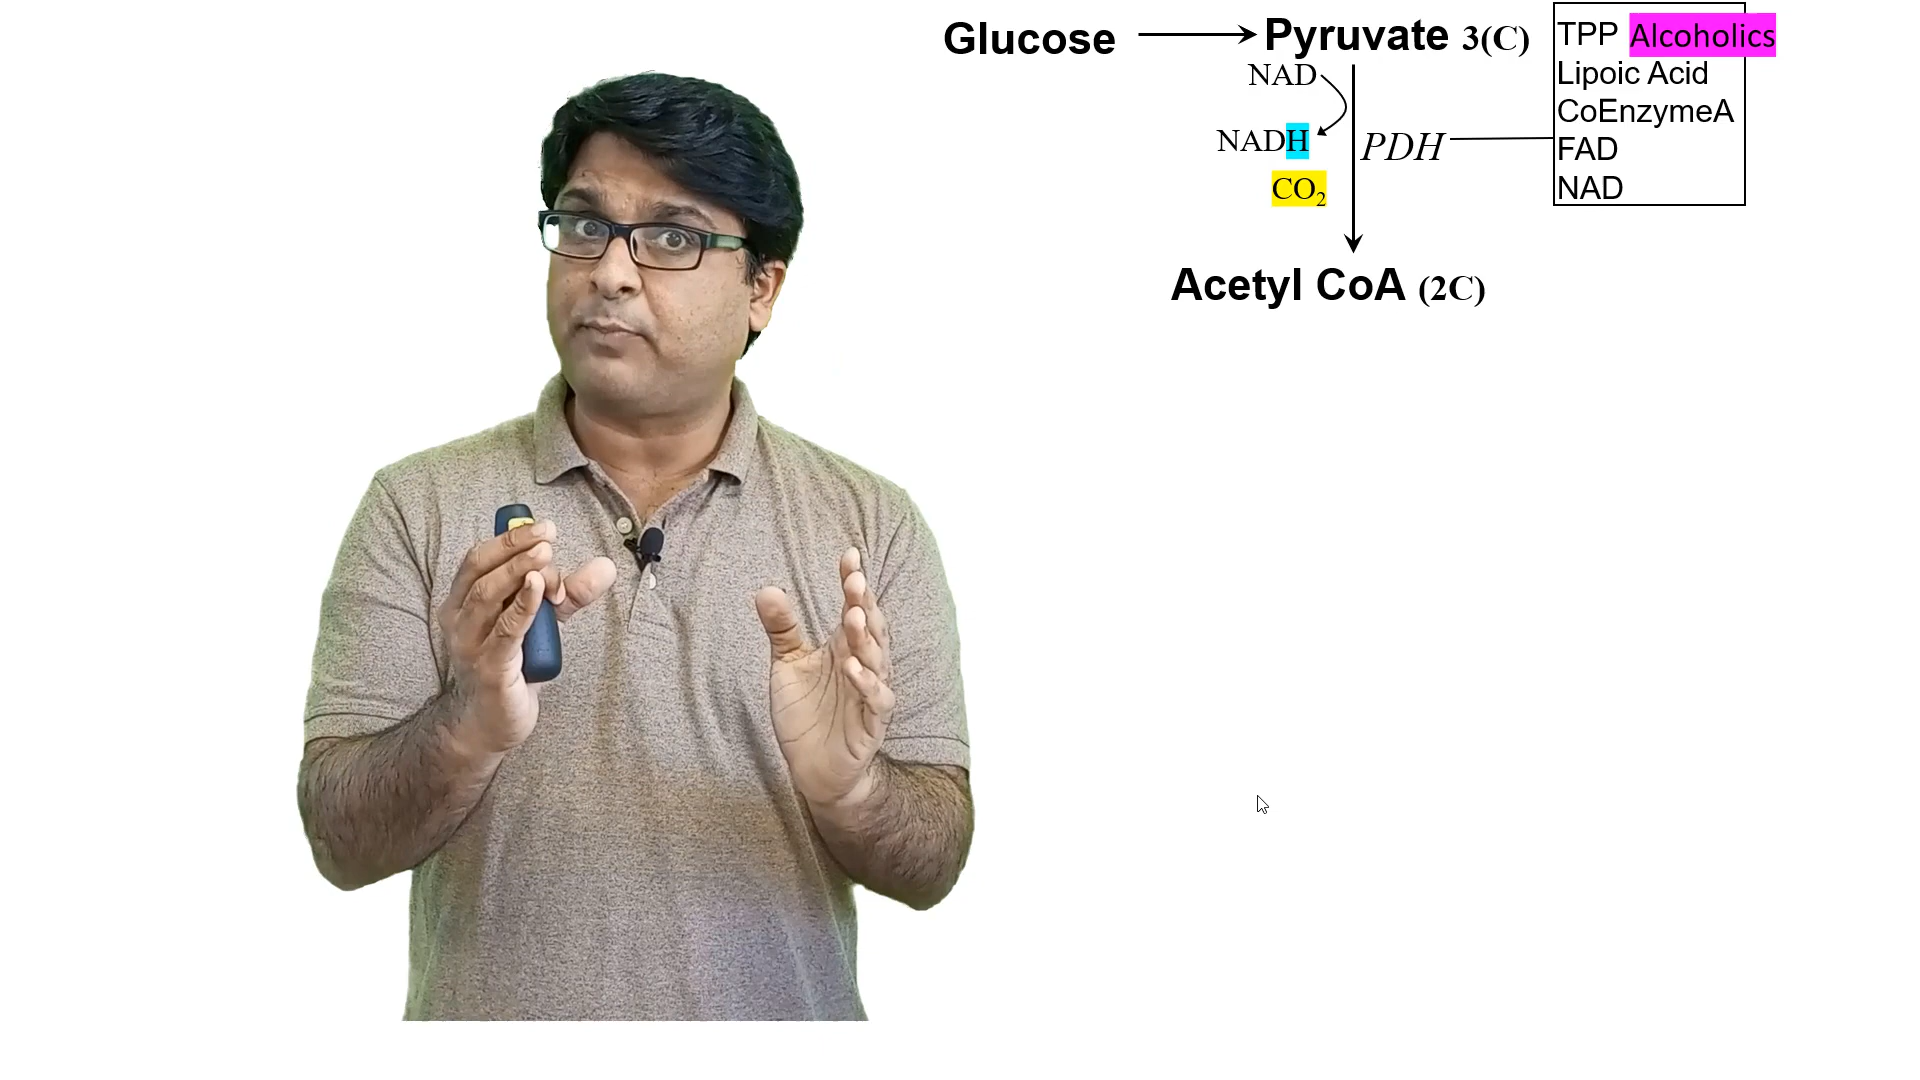 Glucose
Pyruvate 3(C)
TPP Alcoholics
Lipoic Acid
CoEnzymeA
FAD
NAD
NAD
NADH
PDH
CO₂
Acetyl CoA (2C)